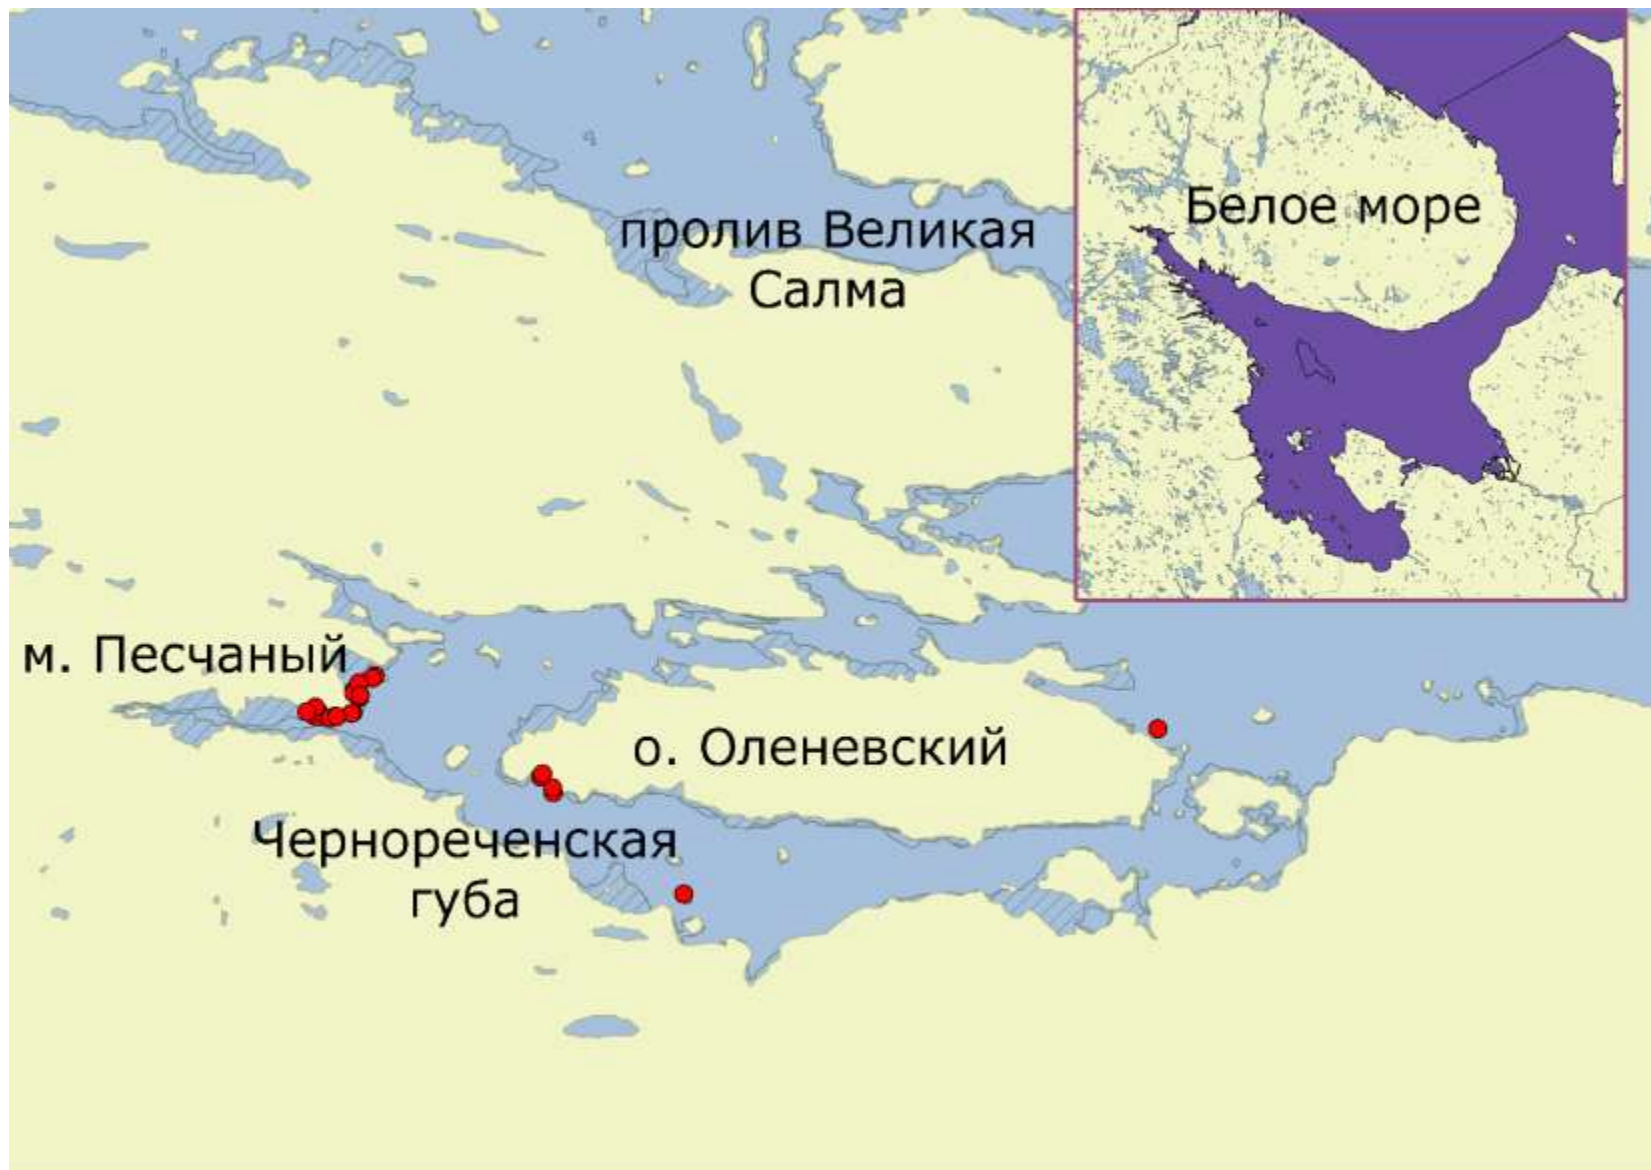 пролив Великая
Салма
Белое море
м. Песчаный
о. Оленевский
Чернореченская
губа